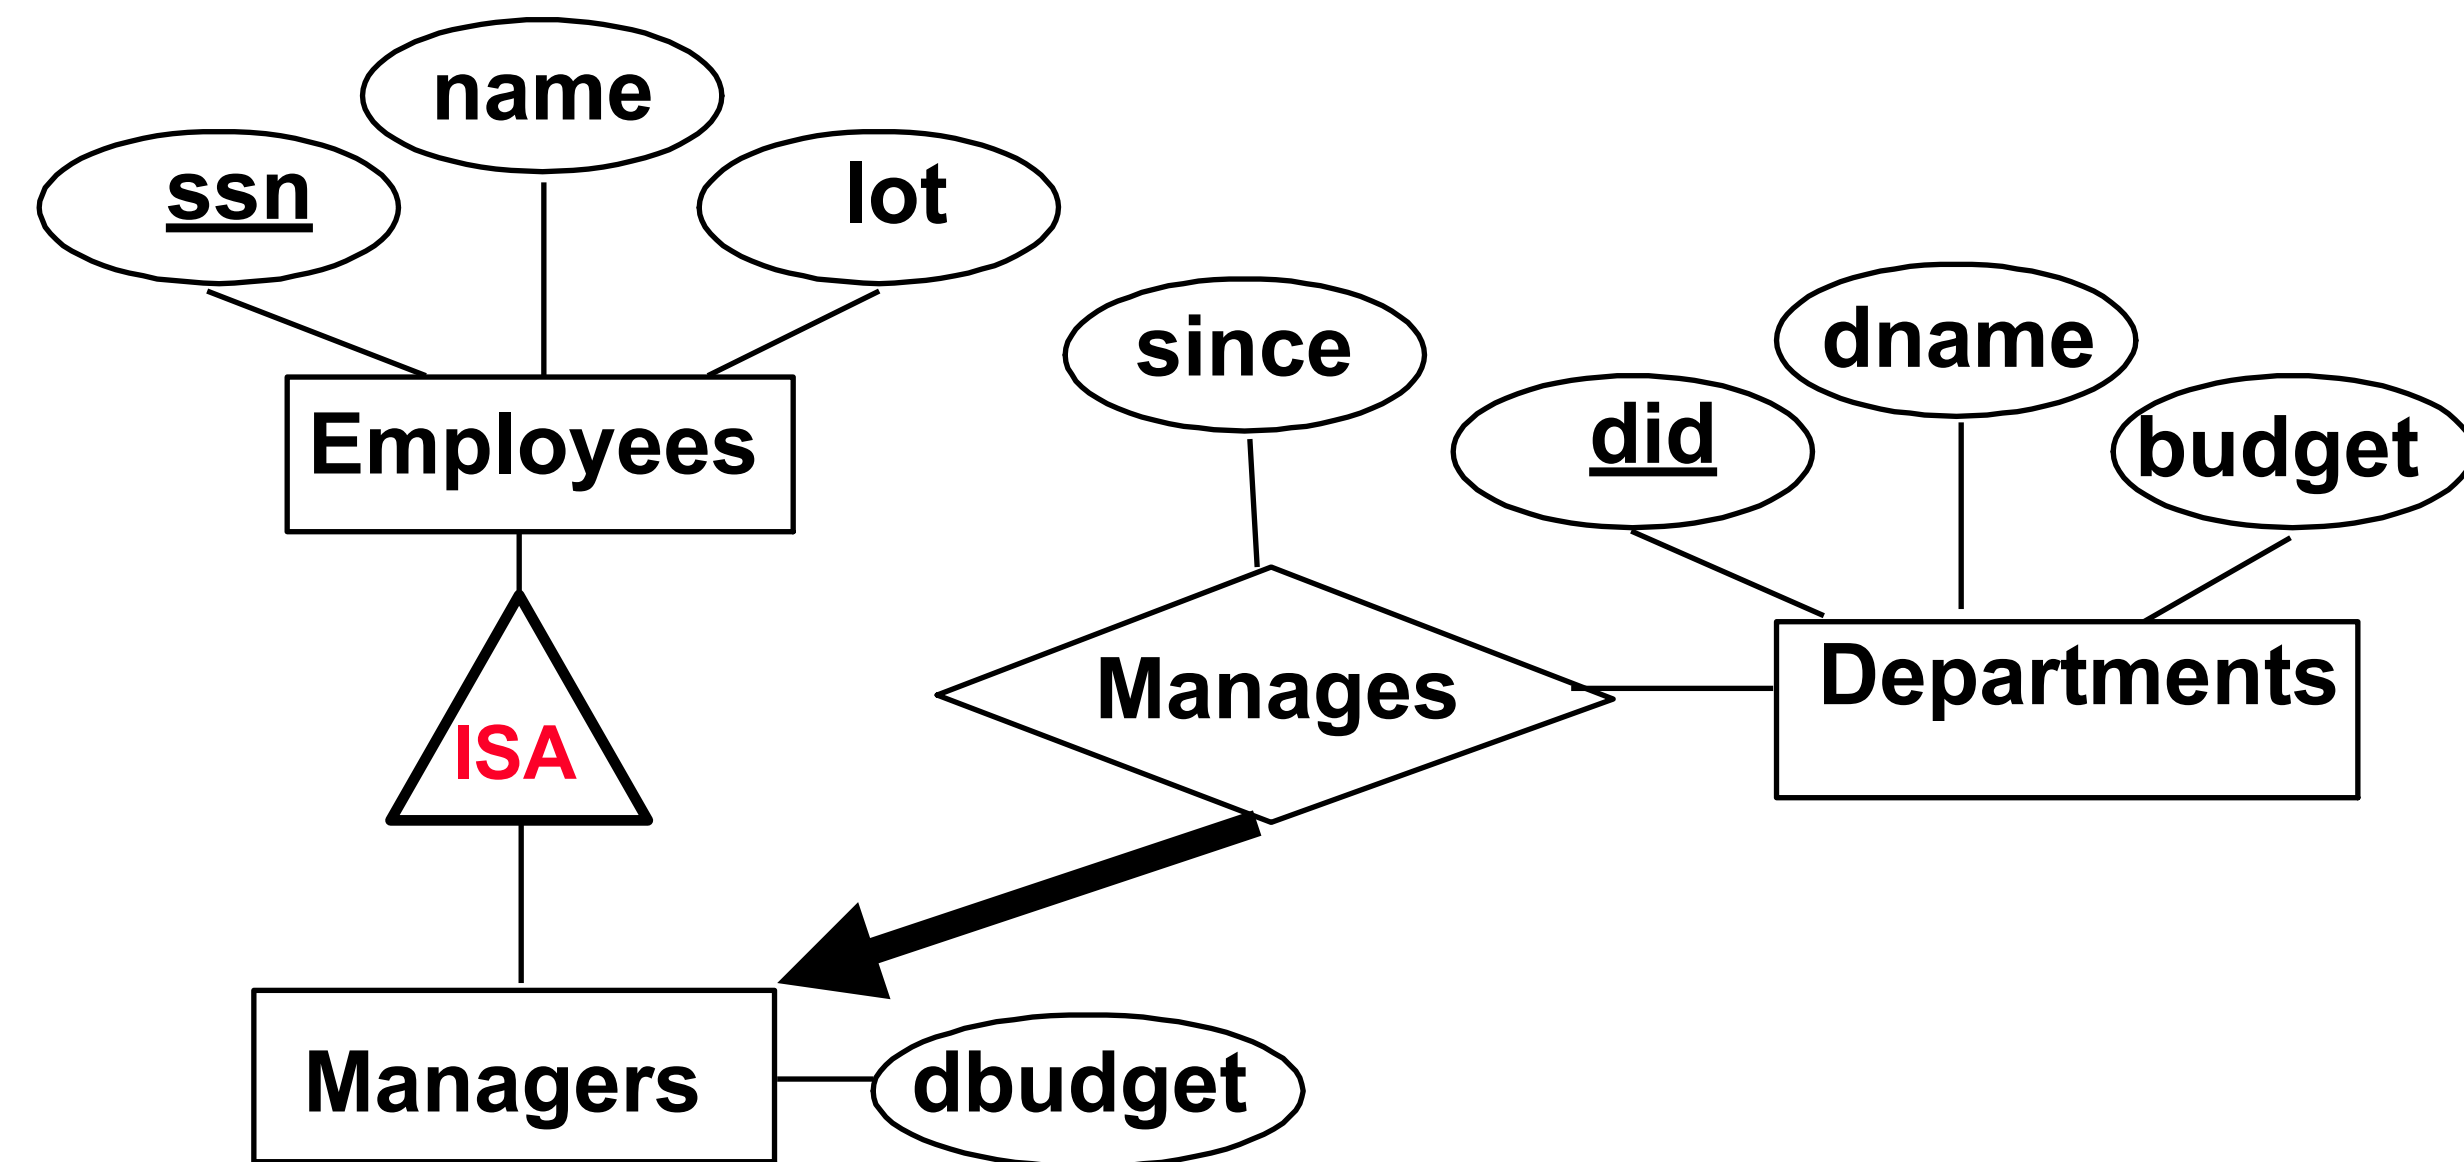 name
ssn
lot
since
dname
did
budget
Employees
Manages
Departments
ISA
Managers
dbudget